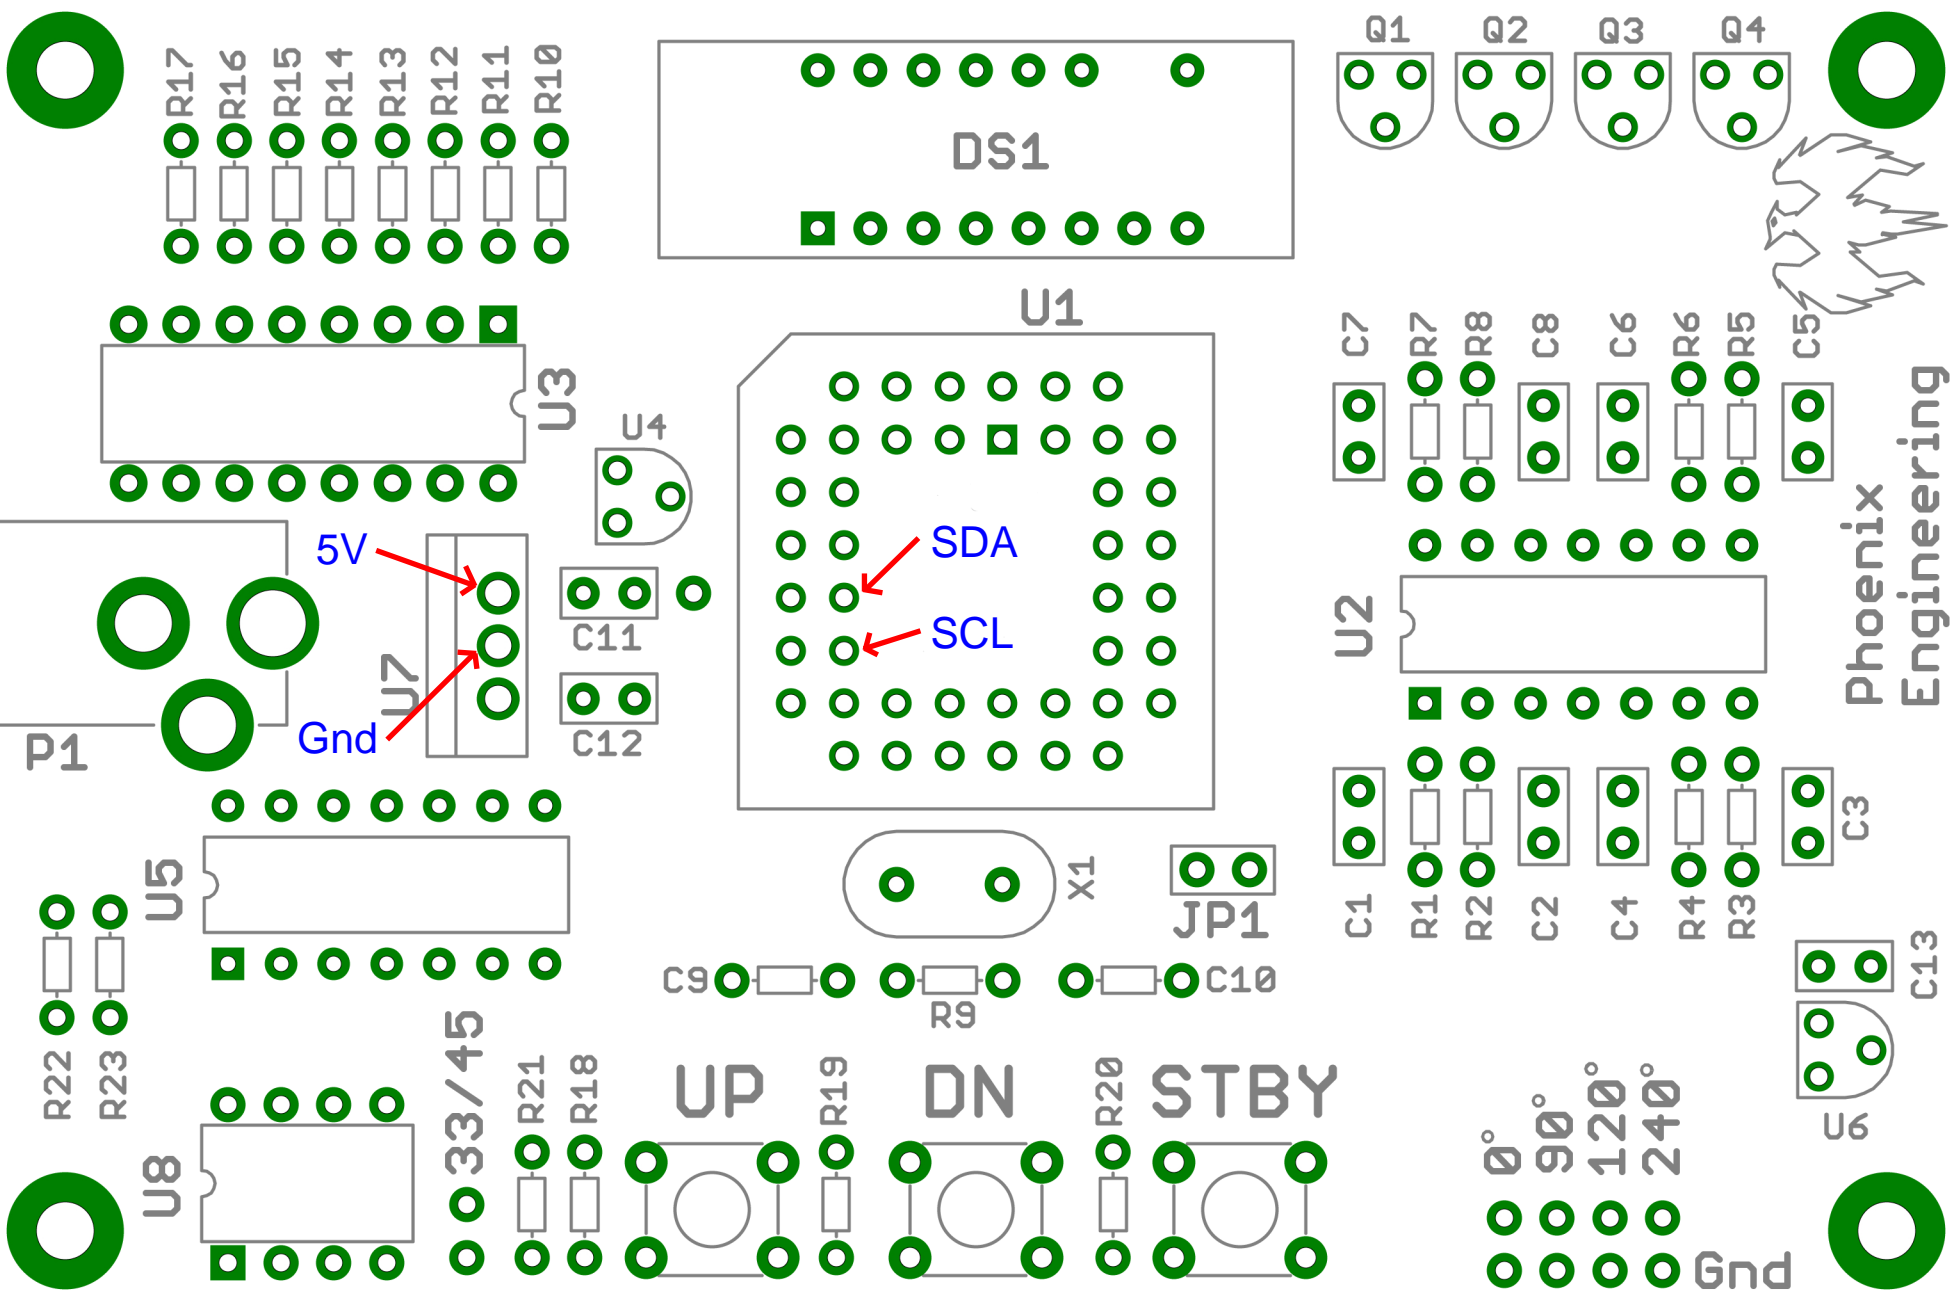 R17 R16 R15 R14 R13 R12 R11 R10
Q1 Q2 Q3 Q4
DS1
U1
U3
U4
C7 R7 R8 C8 C6 R6 R5 C5
Phoenix
Engineering
5V
SDA
SCL
C11
U2
U7
Gnd
P1
C12
U5
X1
JP1
C1 R1 R2 C2 C4 R4 R3 C3
C9 R9 C10
C13
U6
R22 R23
33/45
R21 R18
UP
R19
DN
R20
STBY
U8
0° 90° 120° 240°
Gnd